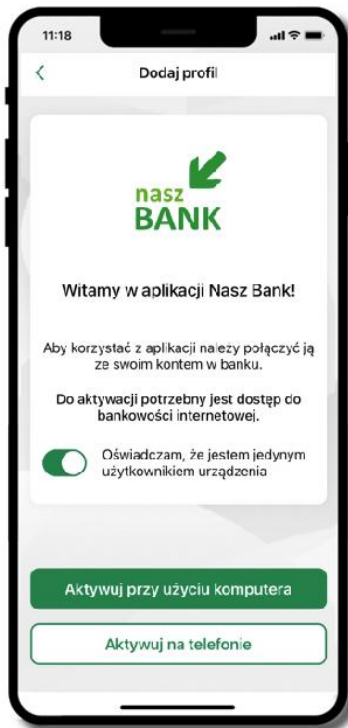 11:18
Dodaj profil
nasz
BANK
Witamy w aplikacji Nasz Bank!
Aby korzystać z aplikacji należy połączyć ją
ze swoim kontem w banku.
Do aktywacji potrzebny jest dostęp do
bankowości internetowej.
Oświadczam, że jestem jedynym
użytkownikiem urządzenia
Aktywuj przy użyciu komputera
Aktywuj na telefonie